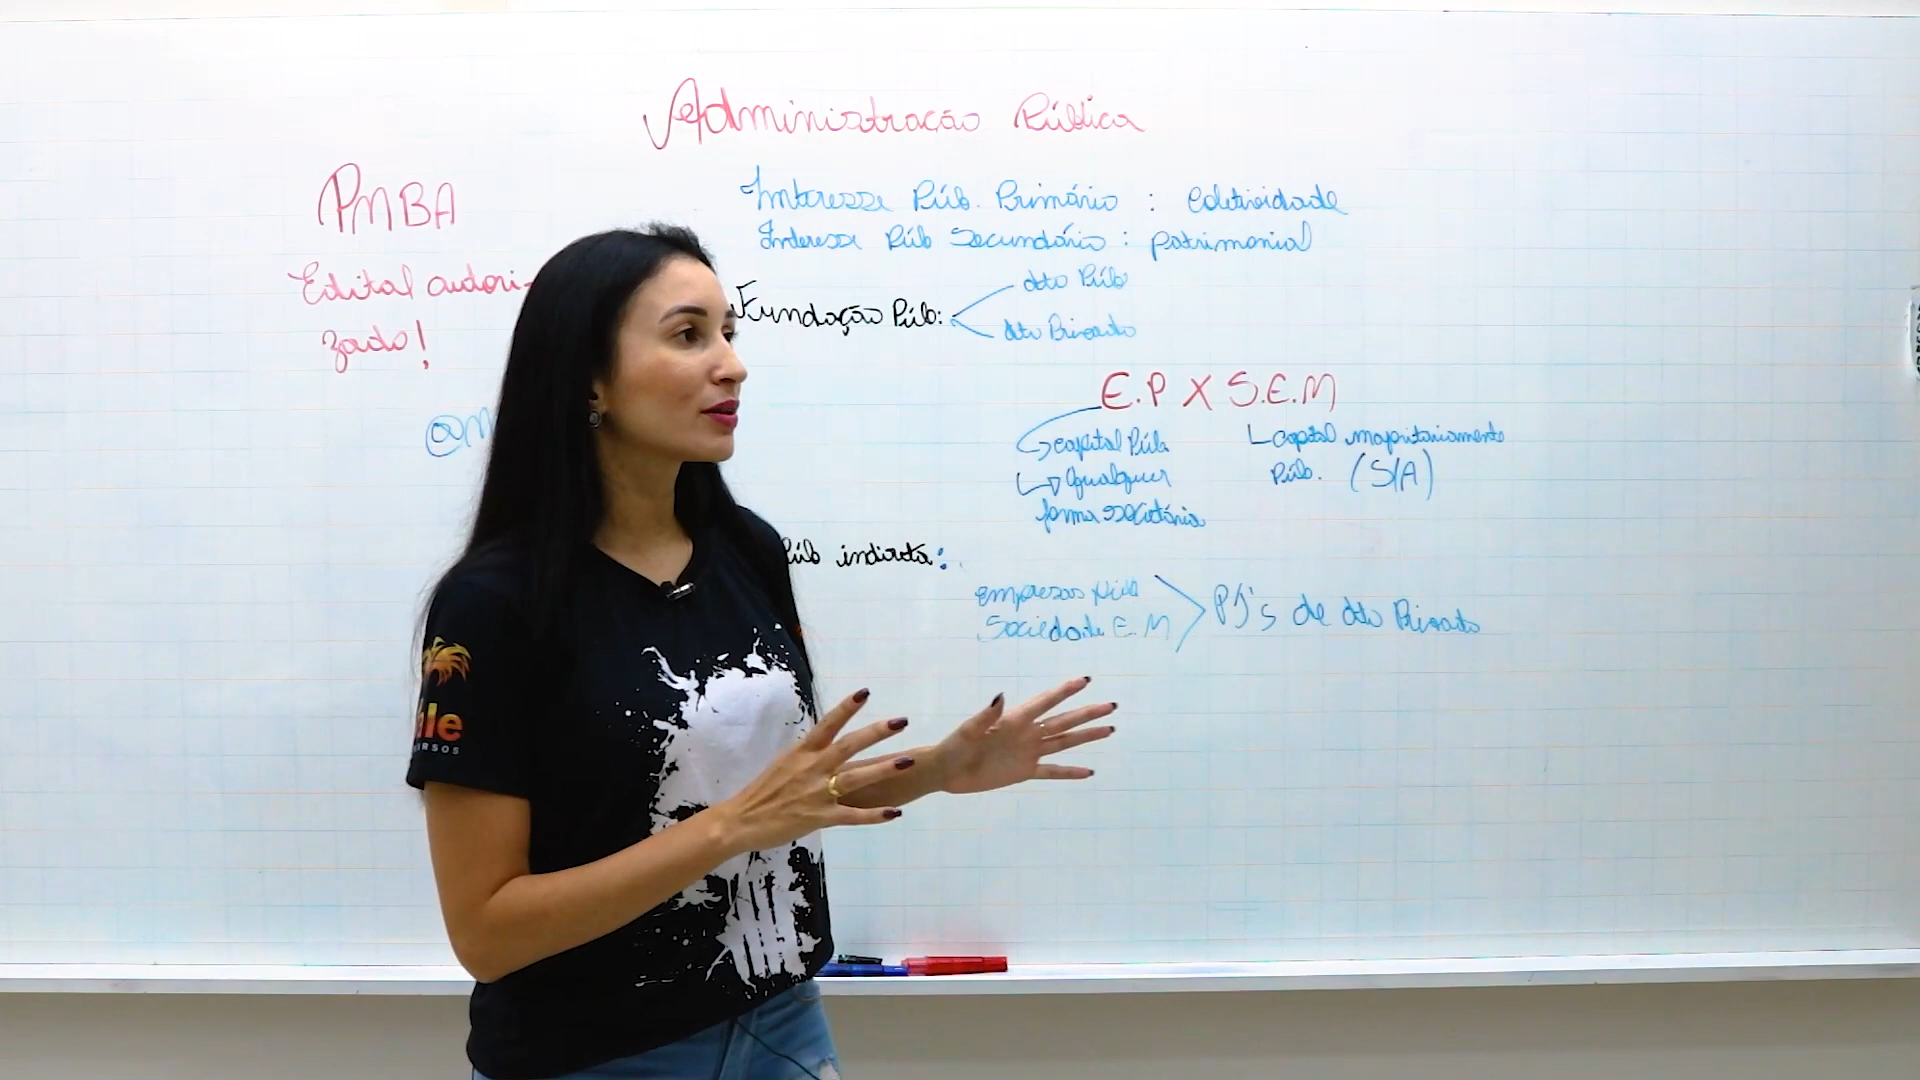 Administração Pública
PMBA
Edital autori-
zado!
@M
Interesse Púb. Primário : Coletividade
Interesse Púb Secundário : patrimonial
Fundação Púb:
dto Púb
dto Privado
E.P X S.E.M
capital Púb
qualquer
forma societária
capital majoritariamente
Púb. (S/A)
Púb indireta:
Empresas Púb
Sociedade E.M
PJ's de dto Privado